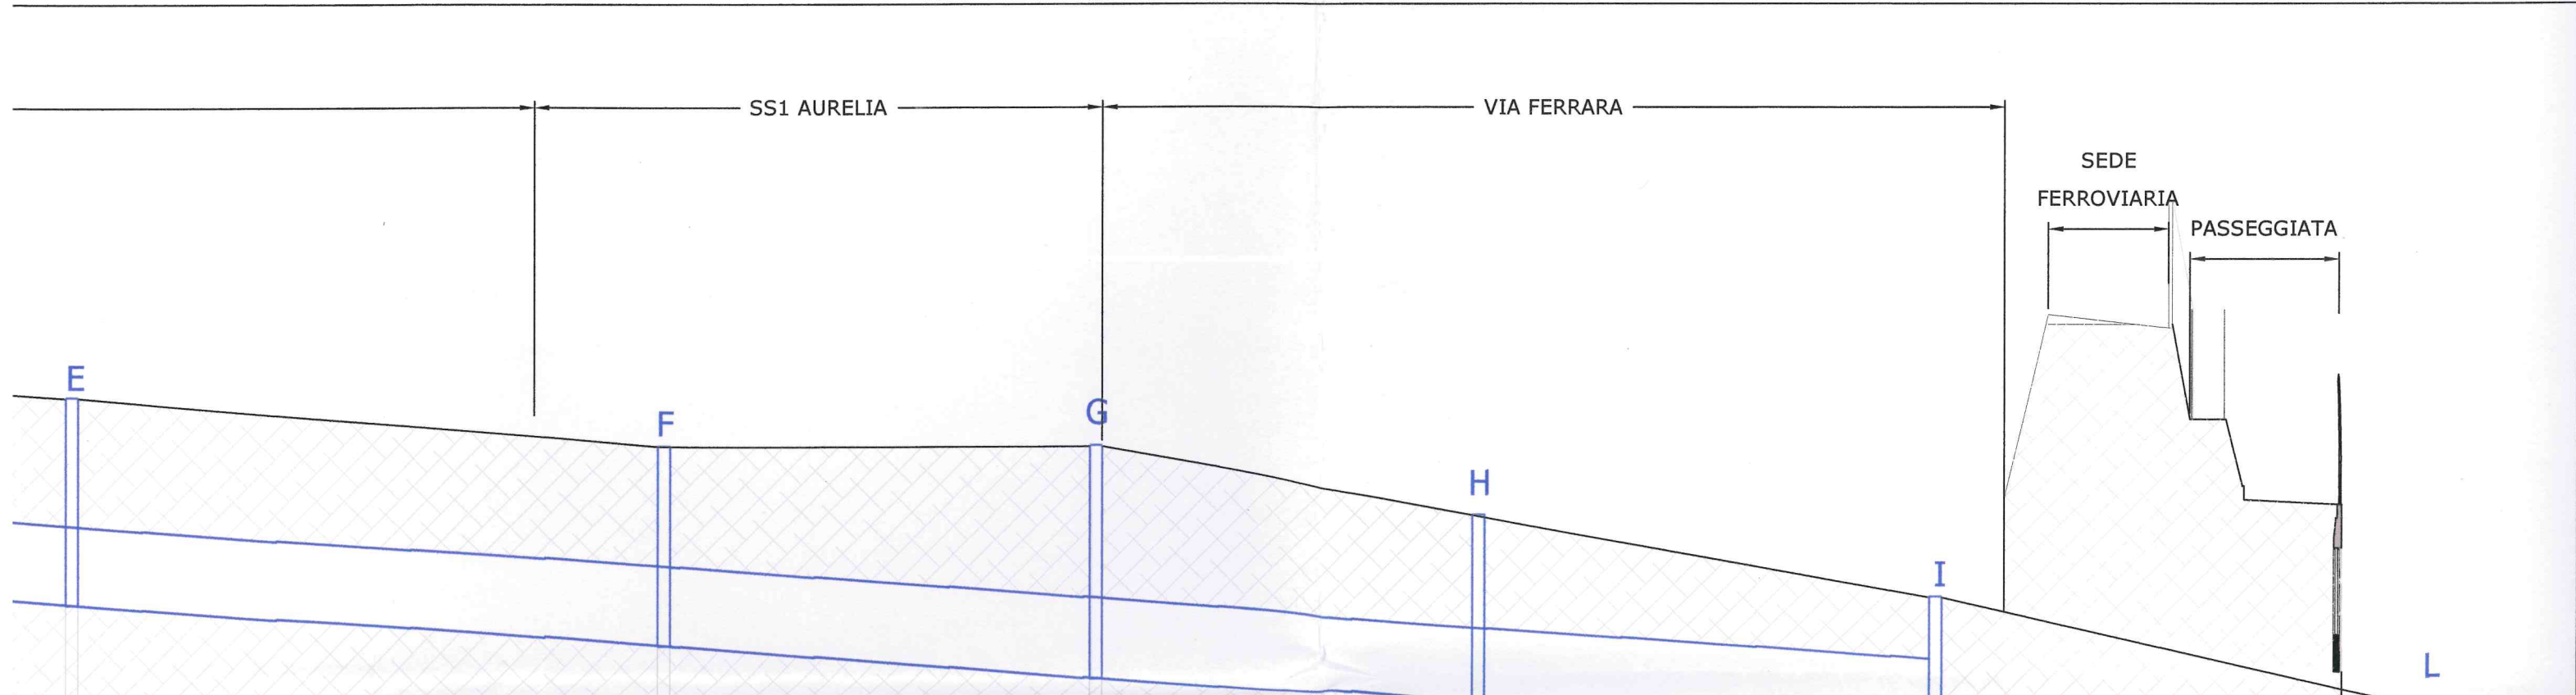 SS1 AURELIA
VIA FERRARA
SEDE
FERROVIARIA
PASSEGGIATA
E
F
G
H
I
L